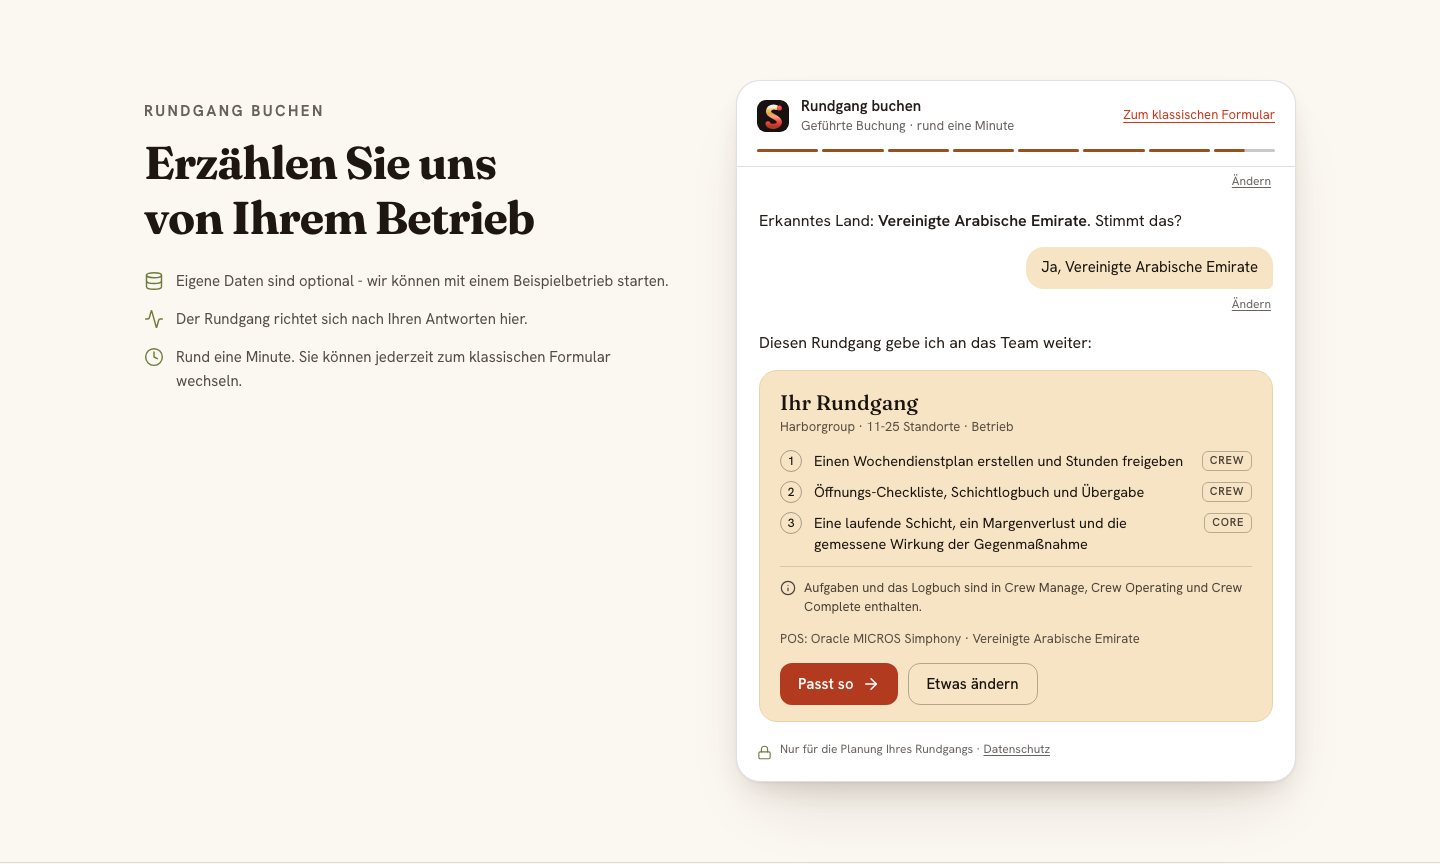 RUNDGANG BUCHEN
Erzählen Sie uns
von Ihrem Betrieb
Eigene Daten sind optional - wir können mit einem Beispielbetrieb starten.
Der Rundgang richtet sich nach Ihren Antworten hier.
Rund eine Minute. Sie können jederzeit zum klassischen Formular
wechseln.
S
Rundgang buchen
Geführte Buchung · rund eine Minute
Zum klassischen Formular
Ändern
Erkanntes Land: Vereinigte Arabische Emirate. Stimmt das?
Ja, Vereinigte Arabische Emirate
Ändern
Diesen Rundgang gebe ich an das Team weiter:
Ihr Rundgang
Harborgroup · 11-25 Standorte · Betrieb
1 Einen Wochendienstplan erstellen und Stunden freigeben CREW
2 Öffnungs-Checkliste, Schichtlogbuch und Übergabe CREW
3 Eine laufende Schicht, ein Margenverlust und die CORE
gemessene Wirkung der Gegenmaßnahme
Aufgaben und das Logbuch sind in Crew Manage, Crew Operating und Crew
Complete enthalten.
POS: Oracle MICROS Simphony · Vereinigte Arabische Emirate
Passt so
Etwas ändern
Nur für die Planung Ihres Rundgangs · Datenschutz